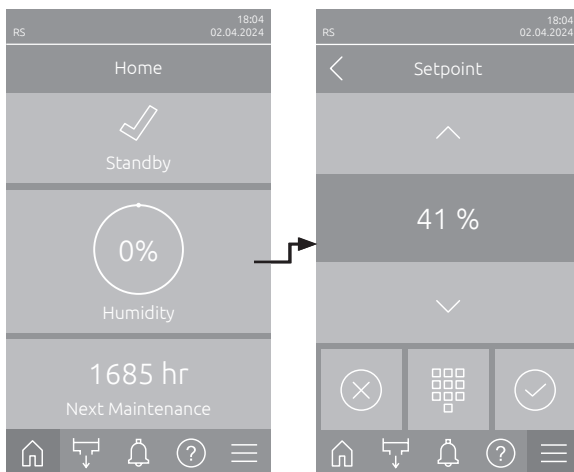 18:04
RS 02.04.2024
Home
Standby
0%
Humidity
1685 hr
Next Maintenance
?
18:04
RS 02.04.2024
Setpoint
41 %
?